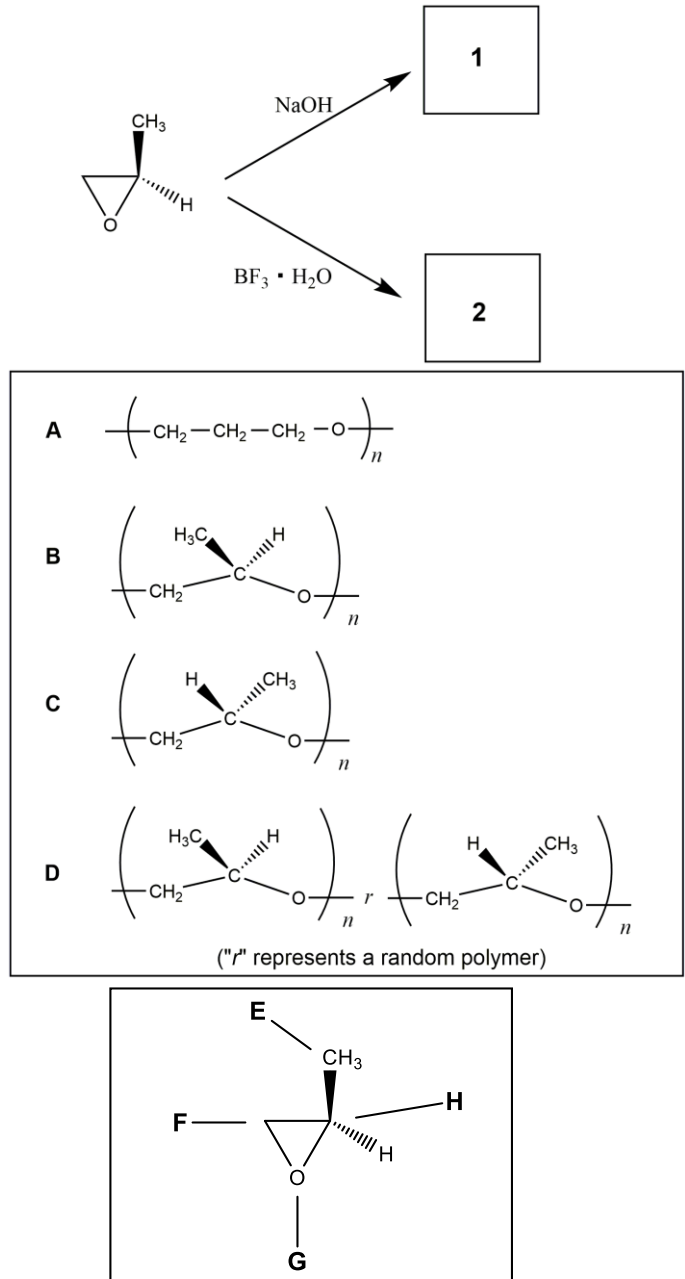 1
NaOH
CH₃
H
O
BF₃ · H₂O
2
A
CH₂ CH₂ CH₂ O n
B
H₃C H
C
CH₂ O
n
C
H CH₃
C
CH₂ O
n
D
H₃C H H CH₃
C C
CH₂ O n r CH₂ O n
("r" represents a random polymer)
E
CH₃
H
F
H
O
G